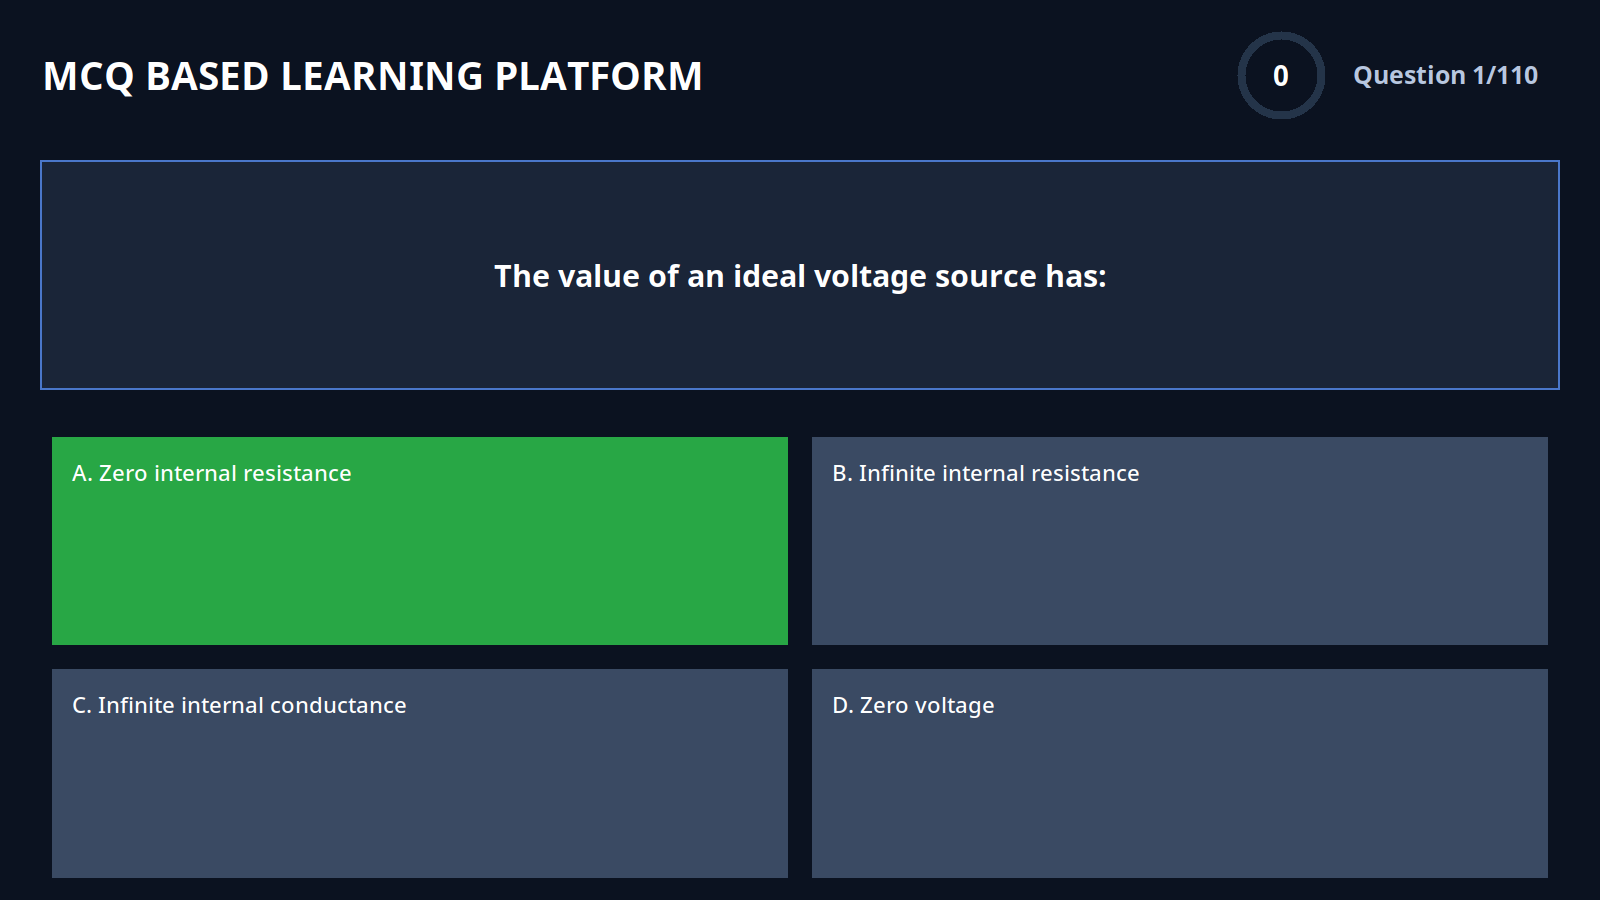 MCQ BASED LEARNING PLATFORM
0
Question 1/110
The value of an ideal voltage source has:
A. Zero internal resistance
B. Infinite internal resistance
C. Infinite internal conductance
D. Zero voltage